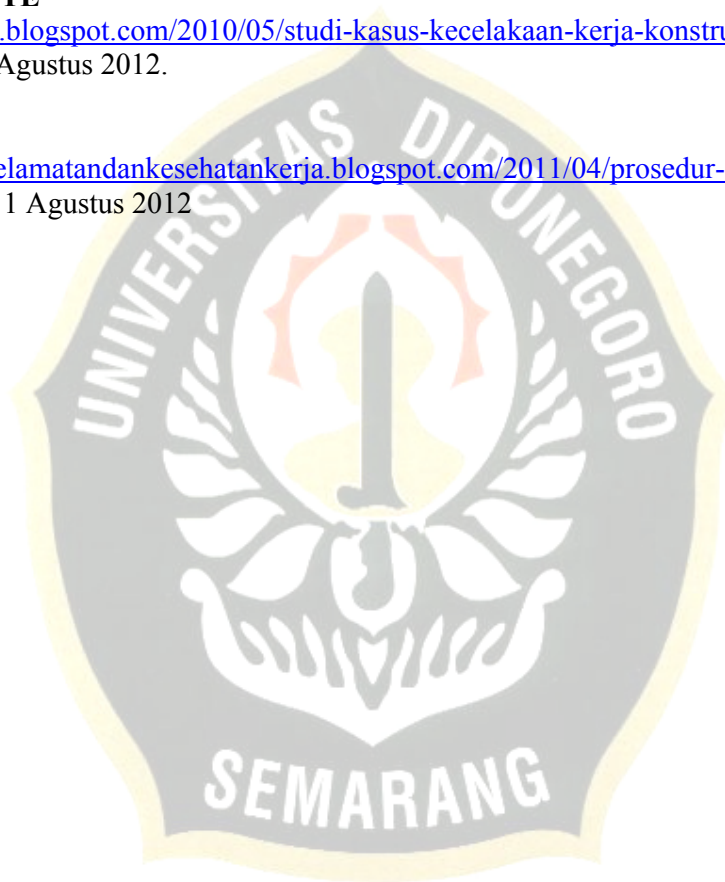 .blogspot.com/2010/05/studi-kasus-kecelakaan-kerja-konstru
Agustus 2012.
elamatandankesehatankerja.blogspot.com/2011/04/prosedur-
1 Agustus 2012
UNIVERSITAS DIPONEGORO
SEMARANG